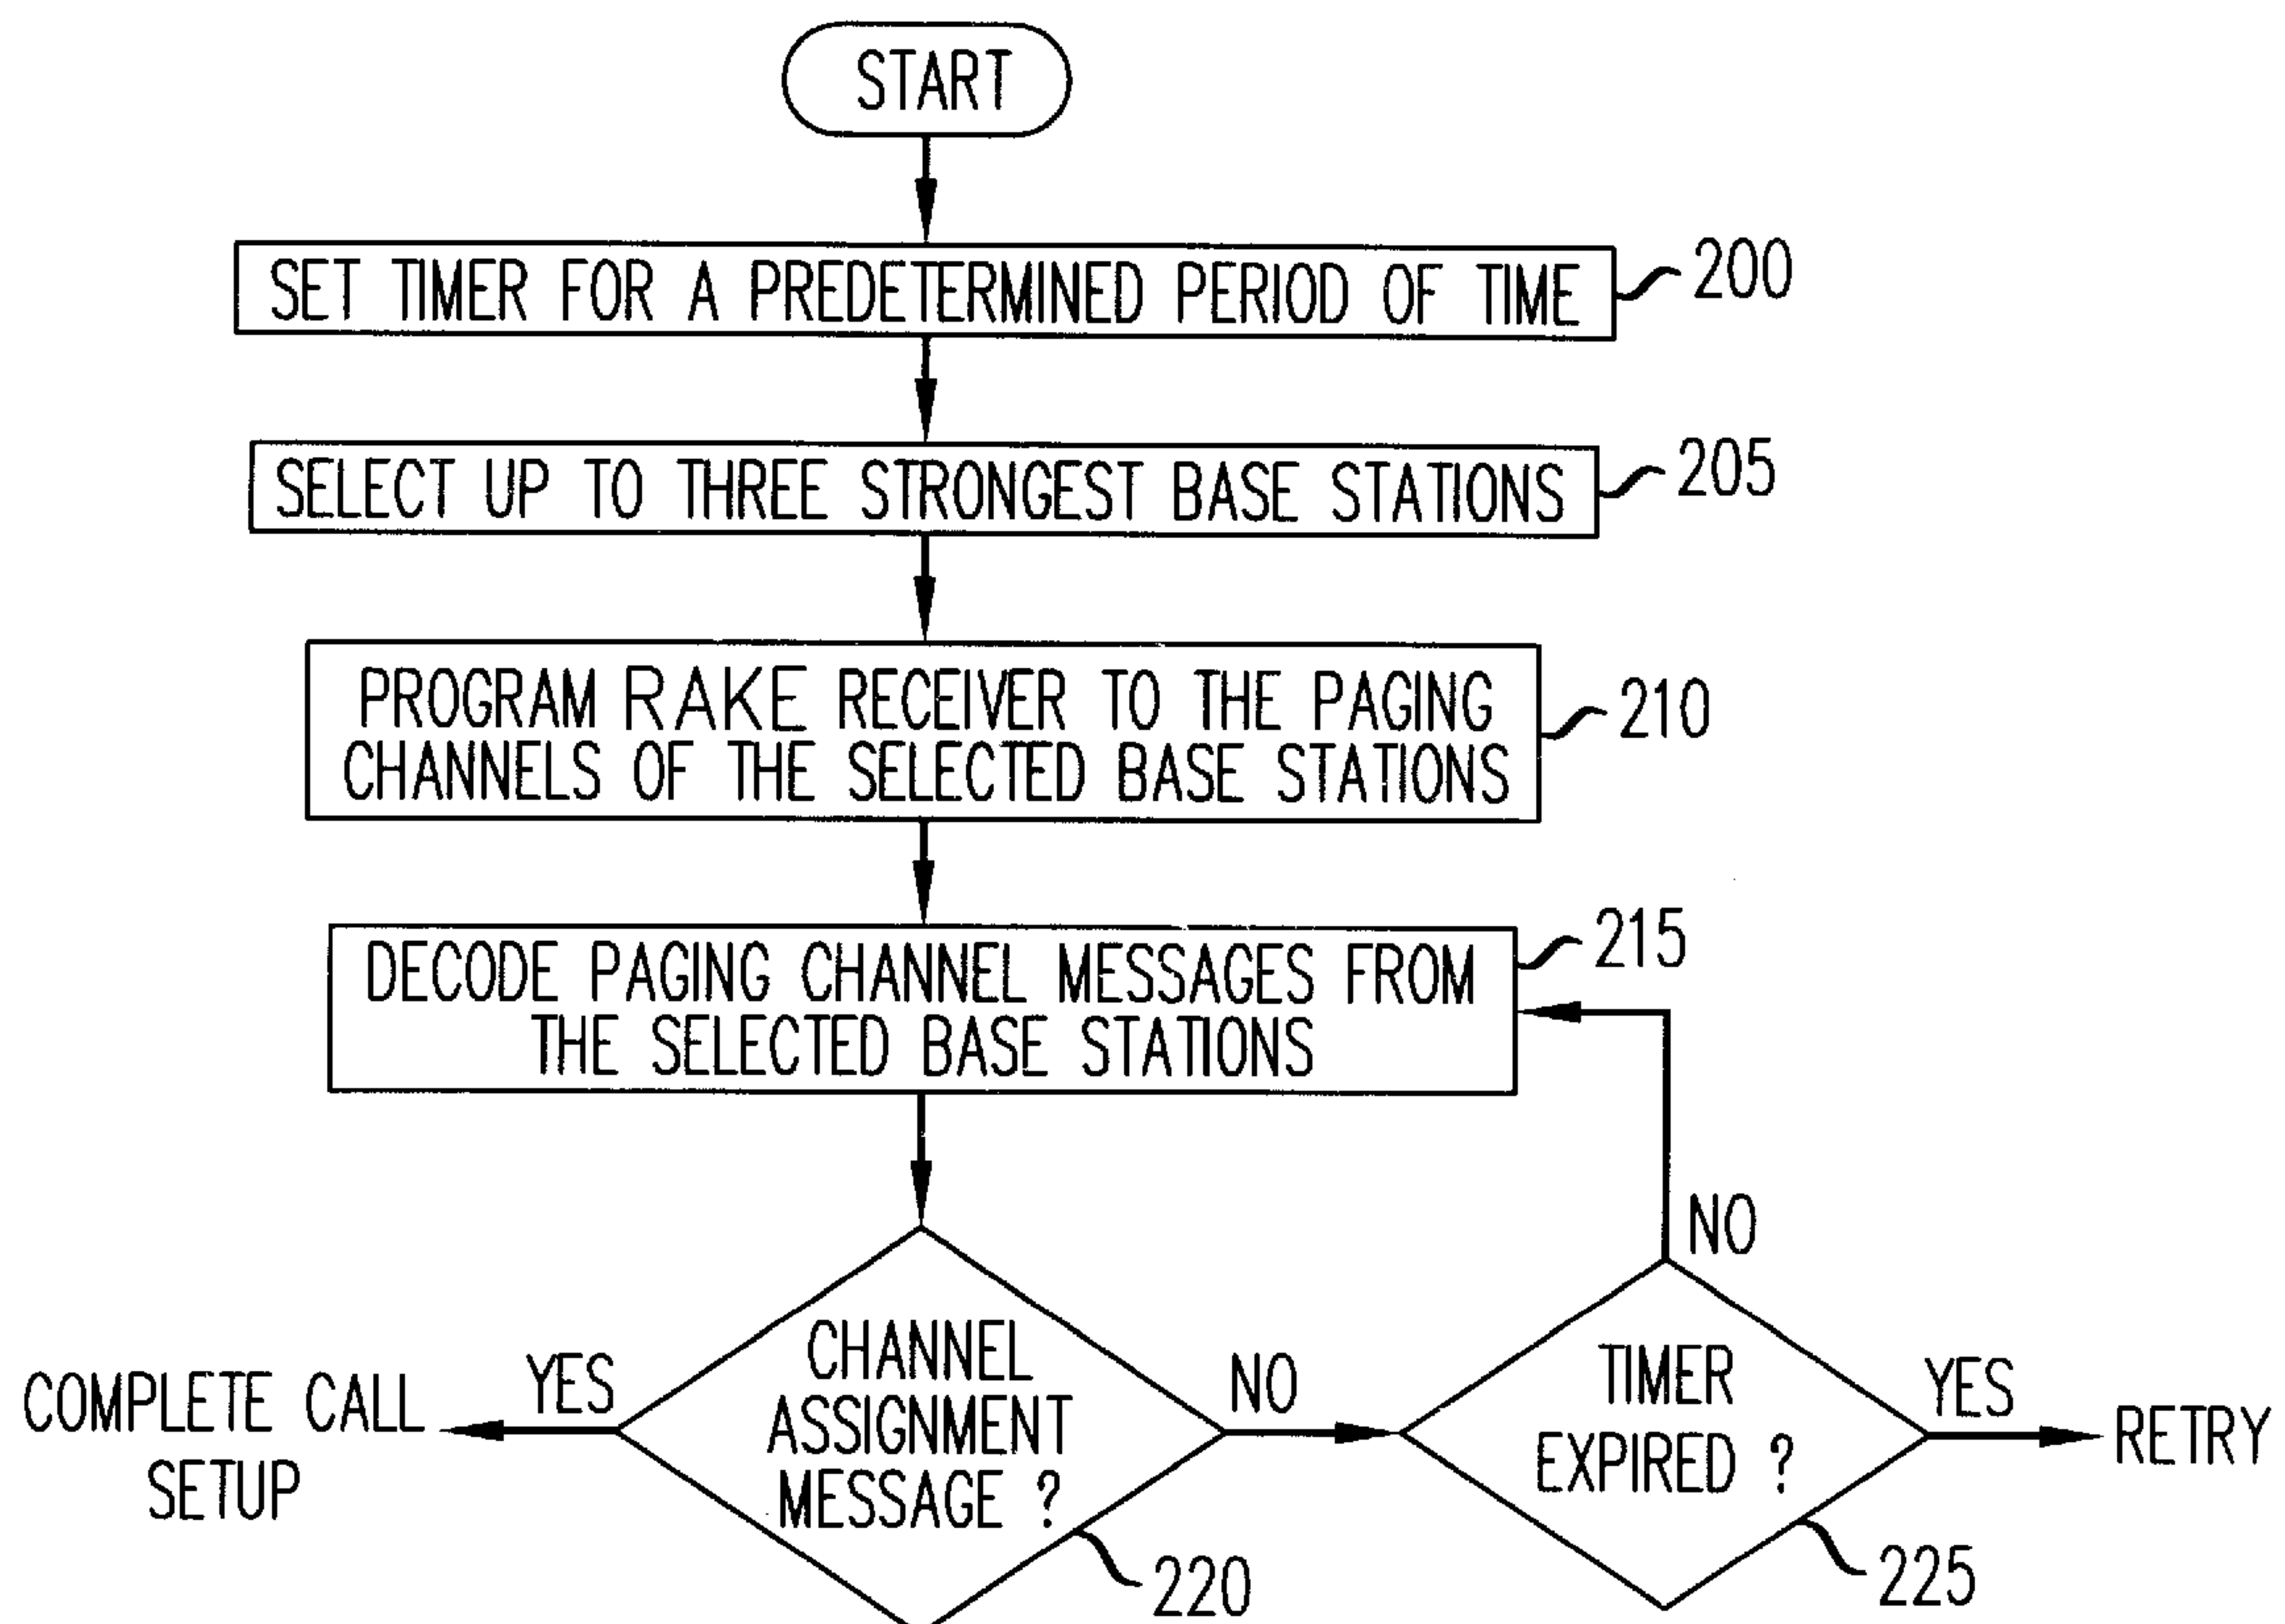 START
SET TIMER FOR A PREDETERMINED PERIOD OF TIME
200
SELECT UP TO THREE STRONGEST BASE STATIONS
205
PROGRAM RAKE RECEIVER TO THE PAGING
CHANNELS OF THE SELECTED BASE STATIONS
210
DECODE PAGING CHANNEL MESSAGES FROM
THE SELECTED BASE STATIONS
215
CHANNEL
ASSIGNMENT
MESSAGE ?
220
YES
COMPLETE CALL
SETUP
NO
TIMER
EXPIRED ?
225
NO
YES
RETRY